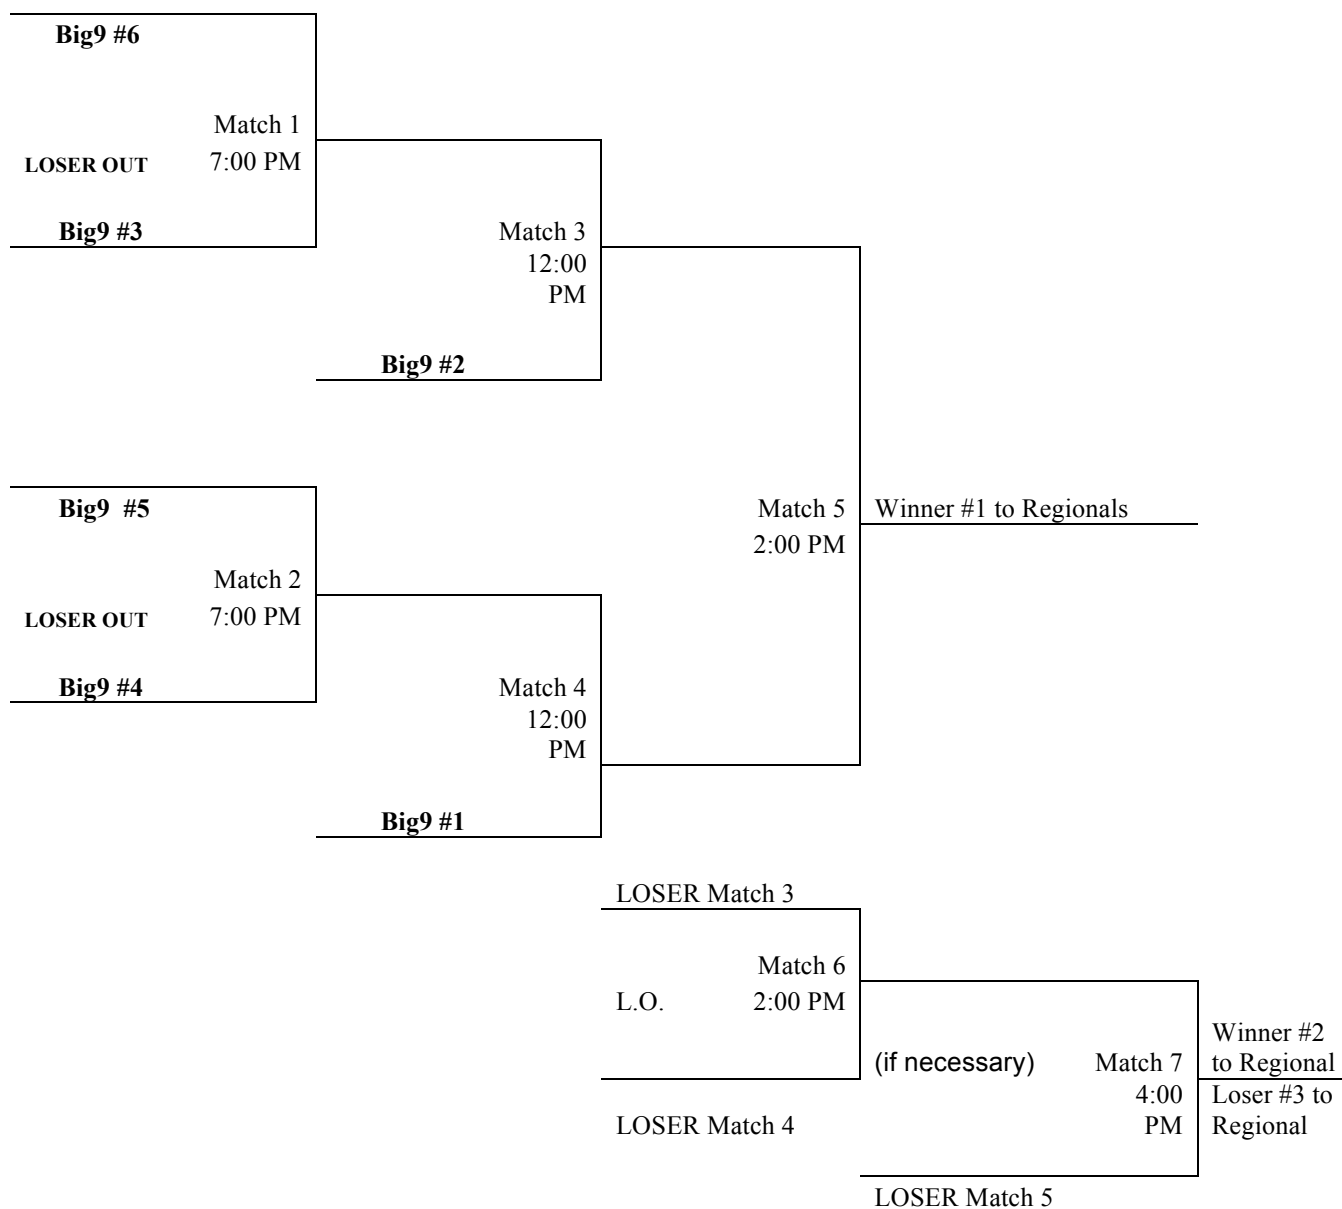 Big9 #6
Match 1
LOSER OUT 7:00 PM
Big9 #3
Match 3
12:00
PM
Big9 #2
Big9 #5
Match 5
Winner #1 to Regionals
2:00 PM
Match 2
LOSER OUT 7:00 PM
Big9 #4
Match 4
12:00
PM
Big9 #1
LOSER Match 3
Match 6
L.O. 2:00 PM
(if necessary)
Match 7
4:00
PM
Winner #2
to Regional
Loser #3 to
Regional
LOSER Match 4
LOSER Match 5